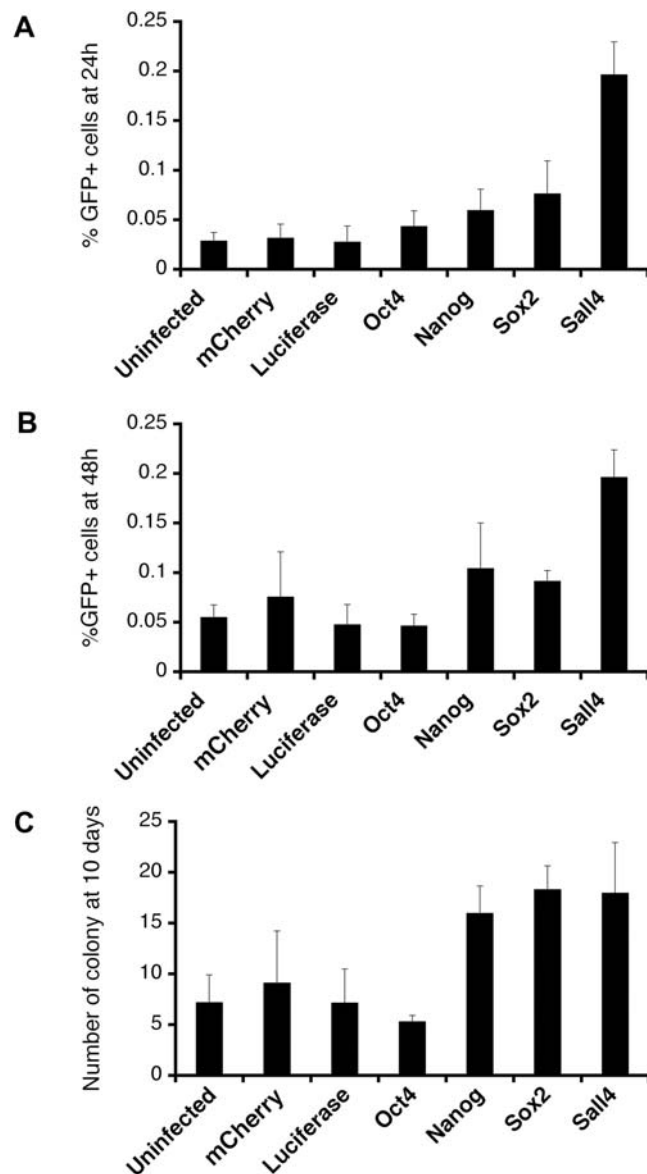 A
% GFP+ cells at 24h
0.25
0.2
0.15
0.1
0.05
0
Uninfected
mCherry
Luciferase
Oct4
Nanog
Sox2
Sall4
B
%GFP+ cells at 48h
0.25
0.2
0.15
0.1
0.05
0
Uninfected
mCherry
Luciferase
Oct4
Nanog
Sox2
Sall4
C
Number of colony at 10 days
25
20
15
10
5
0
Uninfected
mCherry
Luciferase
Oct4
Nanog
Sox2
Sall4